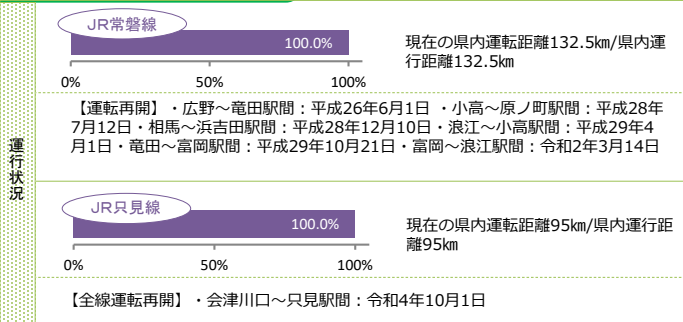 運行状況
JR常磐線
100.0%
0% 50% 100%
現在の県内運転距離132.5㎞/県内運
行距離132.5㎞
【運転再開】・広野～竜田駅間：平成26年6月1日 ・小高～原ノ町駅間：平成28年
7月12日・相馬～浜吉田駅間：平成28年12月10日・浪江～小高駅間：平成29年4
月1日・竜田～富岡駅間：平成29年10月21日・富岡～浪江駅間：令和2年3月14日
JR只見線
100.0%
0% 50% 100%
現在の県内運転距離95㎞/県内運行距
離95㎞
【全線運転再開】・会津川口～只見駅間：令和4年10月1日